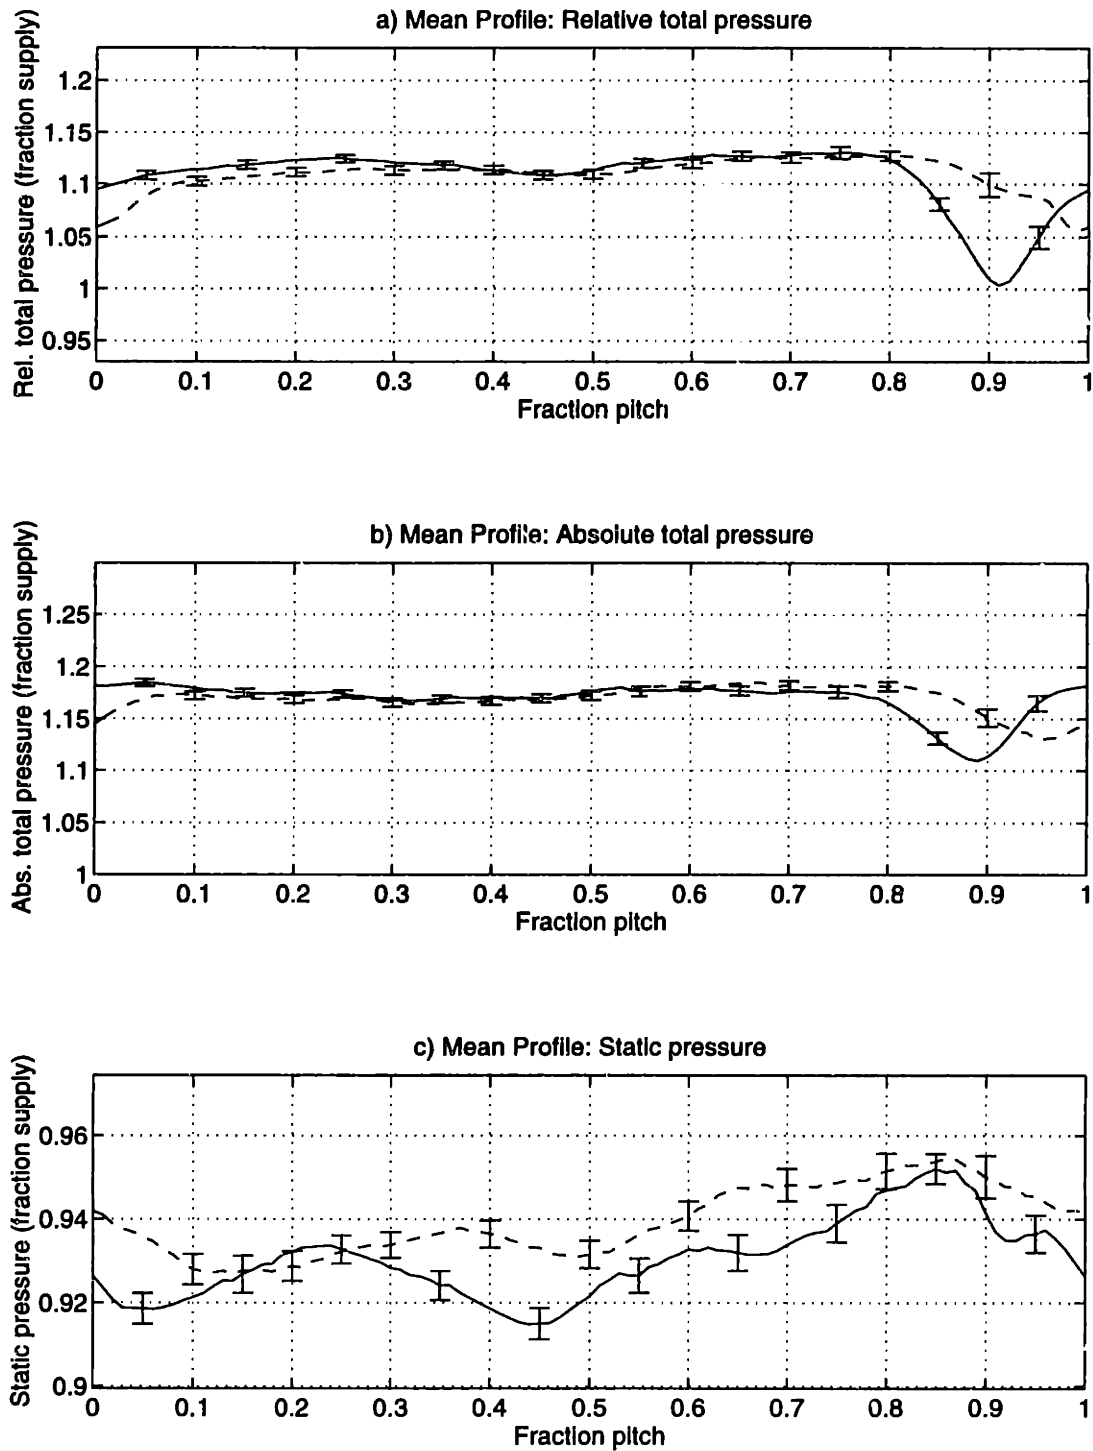 a) Mean Profile: Relative total pressure
Rel. total pressure (fraction supply)
1.2
1.15
1.1
1.05
1
0.95
0 0.1 0.2 0.3 0.4 0.5 0.6 0.7 0.8 0.9 1
Fraction pitch
b) Mean Profile: Absolute total pressure
Abs. total pressure (fraction supply)
1.25
1.2
1.15
1.1
1.05
1
0 0.1 0.2 0.3 0.4 0.5 0.6 0.7 0.8 0.9 1
Fraction pitch
c) Mean Profile: Static pressure
Static pressure (fraction supply)
0.96
0.94
0.92
0.9
0 0.1 0.2 0.3 0.4 0.5 0.6 0.7 0.8 0.9 1
Fraction pitch